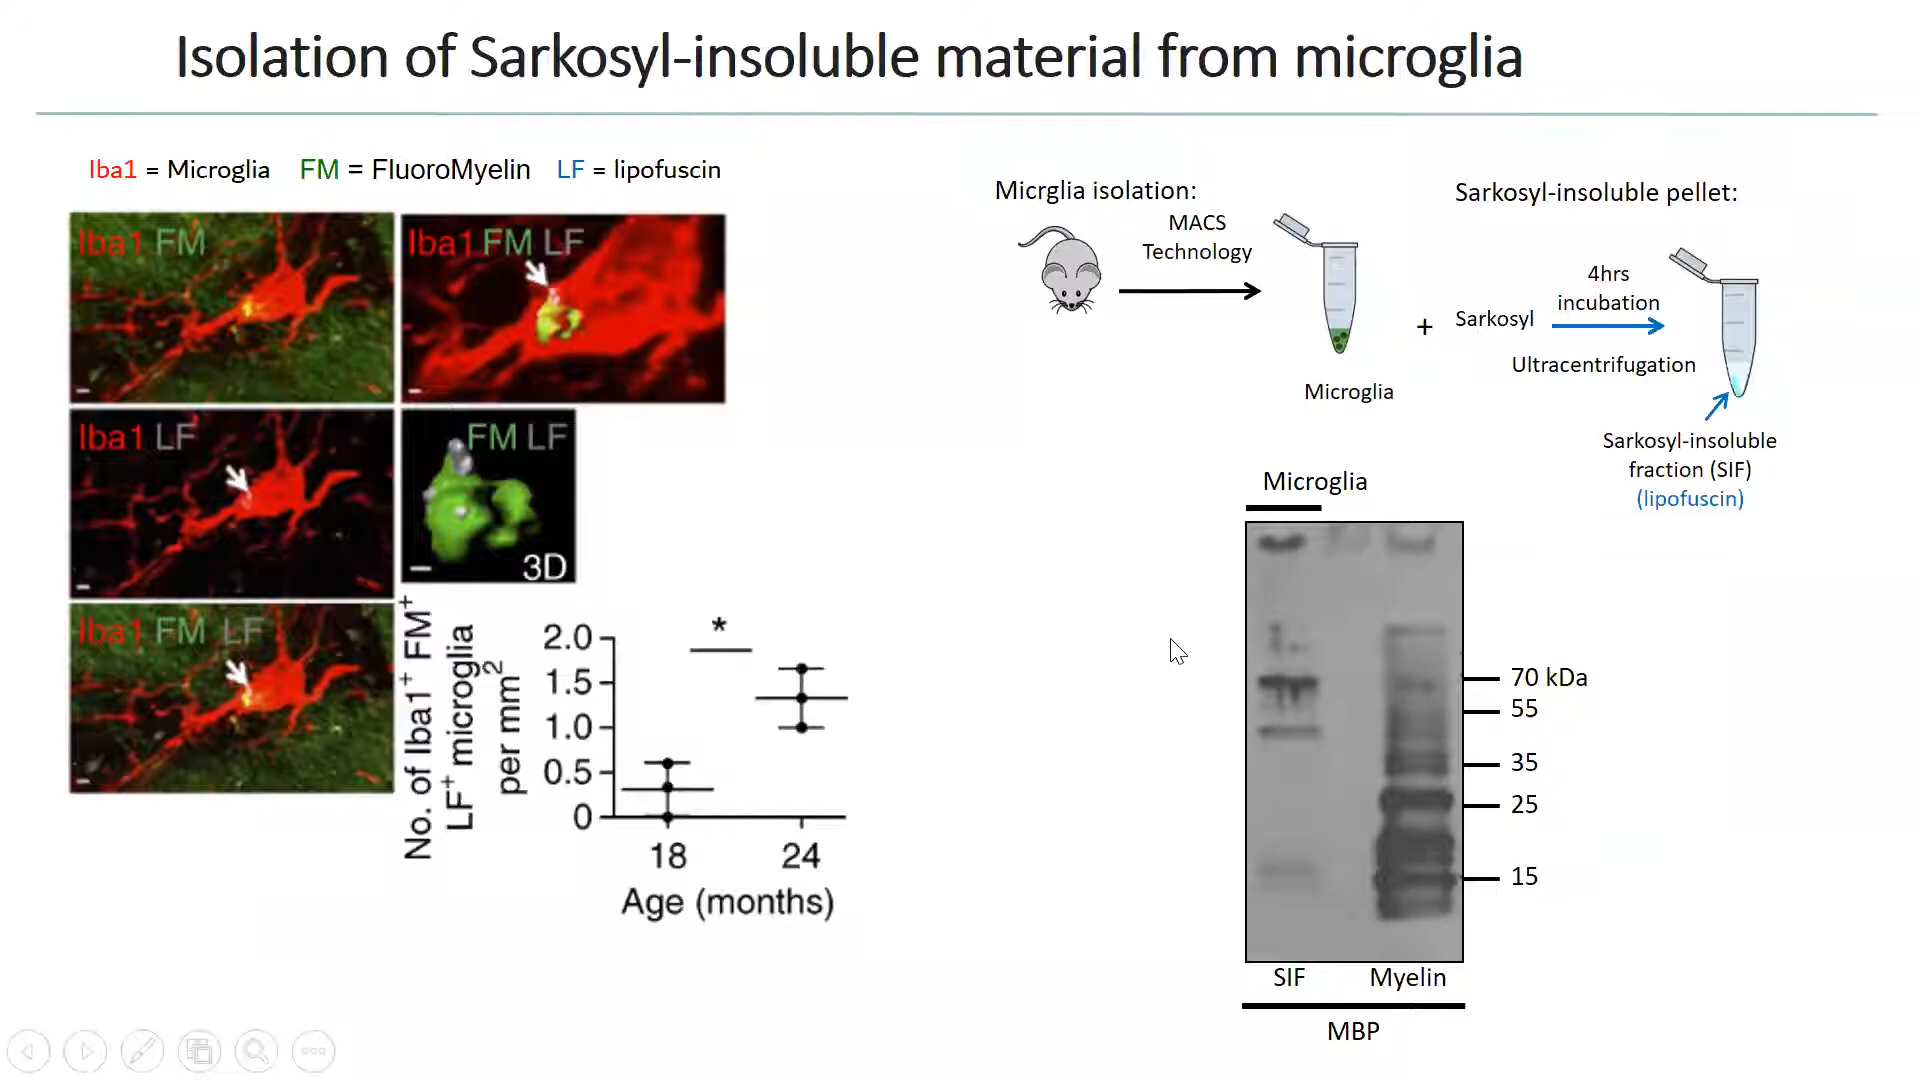 Isolation of Sarkosyl-insoluble material from microglia
Iba1 = Microglia FM = FluoroMyelin LF = lipofuscin
Iba1 FM
Iba1 FM LF
Iba1 LF
FM LF
3D
Iba1 FM LF
No. of Iba1+ FM+
LF+ microglia
per mm2
*
2.0
1.5
1.0
0.5
0
18 24
Age (months)
Micrglia isolation:
MACS
Technology
Microglia
+
Sarkosyl-insoluble pellet:
Sarkosyl
4hrs
incubation
Ultracentrifugation
Sarkosyl-insoluble
fraction (SIF)
(lipofuscin)
Microglia
70 kDa
55
35
25
15
SIF Myelin
MBP